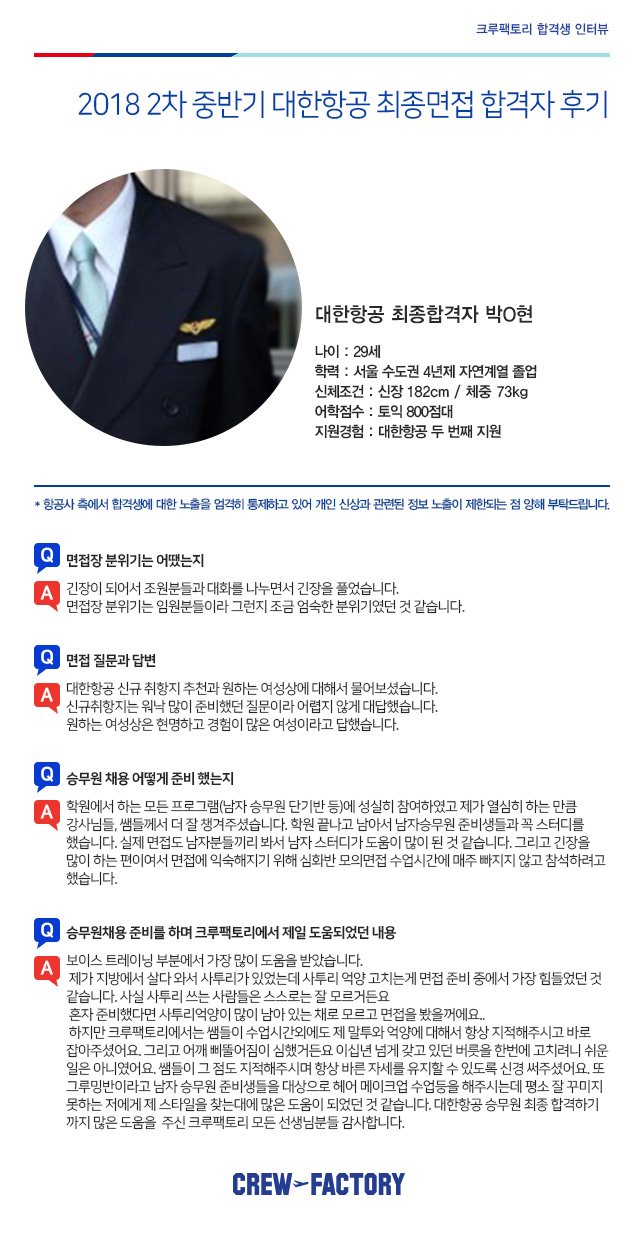 크루팩토리 합격생 인터뷰
2018 2차 중반기 대한항공 최종면접 합격자 후기
대한항공 최종합격자 박O현
나이 : 29세
학력 : 서울 수도권 4년제 자연계열 졸업
신체조건 : 신장 182cm / 체중 73kg
어학점수 : 토익 800점대
지원경험 : 대한항공 두 번째 지원
* 항공사 측에서 합격생에 대한 노출을 엄격히 통제하고 있어 개인 신상과 관련된 정보 노출이 제한되는 점 양해 부탁드립니다.
Q 면접장 분위기는 어땠는지
A 긴장이 되어서 조원분들과 대화를 나누면서 긴장을 풀었습니다.
면접장 분위기는 임원분들이라 그런지 조금 엄숙한 분위기였던 것 같습니다.
Q 면접 질문과 답변
A 대한항공 신규 취항지 추천과 원하는 여성상에 대해서 물어보셨습니다.
신규취항지는 워낙 많이 준비했던 질문이라 어렵지 않게 대답했습니다.
원하는 여성상은 현명하고 경험이 많은 여성이라고 답했습니다.
Q 승무원 채용 어떻게 준비 했는지
A 학원에서 하는 모든 프로그램(남자 승무원 단기반 등)에 성실히 참여하였고 제가 열심히 하는 만큼
강사님들, 쌤들께서 더 잘 챙겨주셨습니다. 학원 끝나고 남아서 남자승무원 준비생들과 꼭 스터디를
했습니다. 실제 면접도 남자분들끼리 봐서 남자 스터디가 도움이 많이 된 것 같습니다. 그리고 긴장을
많이 하는 편이여서 면접에 익숙해지기 위해 심화반 모의면접 수업시간에 매주 빠지지 않고 참석하려고
했습니다.
Q 승무원채용 준비를 하며 크루팩토리에서 제일 도움되었던 내용
A 보이스 트레이닝 부분에서 가장 많이 도움을 받았습니다.
제가 지방에서 살다 와서 사투리가 있었는데 사투리 억양 고치는게 면접 준비 중에서 가장 힘들었던 것
같습니다. 사실 사투리 쓰는 사람들은 스스로는 잘 모르거든요
혼자 준비했다면 사투리억양이 많이 남아 있는 채로 모르고 면접을 봤을꺼에요..
하지만 크루팩토리에서는 쌤들이 수업시간외에도 제 말투와 억양에 대해서 항상 지적해주시고 바로
잡아주셨어요. 그리고 어깨 삐뚤어짐이 심했거든요 이십년 넘게 갖고 있던 버릇을 한번에 고치려니 쉬운
일은 아니였어요. 쌤들이 그 점도 지적해주시며 항상 바른 자세를 유지할 수 있도록 신경 써주셨어요. 또
그루밍반이라고 남자 승무원 준비생들을 대상으로 헤어 메이크업 수업등을 해주시는데 평소 잘 꾸미지
못하는 저에게 제 스타일을 찾는대에 많은 도움이 되었던 것 같습니다. 대한항공 승무원 최종 합격하기
까지 많은 도움을 주신 크루팩토리 모든 선생님분들 감사합니다.
CREW FACTORY